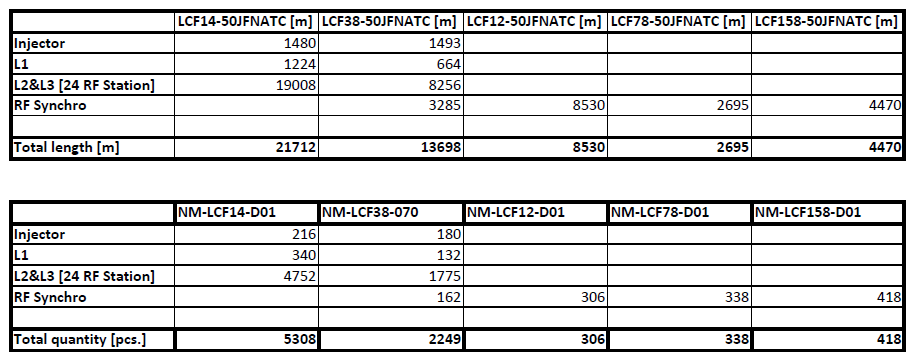 LCF14-50JFNATC [m] LCF38-50JFNATC [m] LCF12-50JFNATC [m] LCF78-50JFNATC [m] LCF158-50JFNATC [m]
Injector 1480 1493
L1 1224 664
L2&L3 [24 RF Station] 19008 8256
RF Synchro 3285 8530 2695 4470
Total length [m] 21712 13698 8530 2695 4470
NM-LCF14-D01 NM-LCF38-070 NM-LCF12-D01 NM-LCF78-D01 NM-LCF158-D01
Injector 216 180
L1 340 132
L2&L3 [24 RF Station] 4752 1775
RF Synchro 162 306 338 418
Total quantity [pcs.] 5308 2249 306 338 418